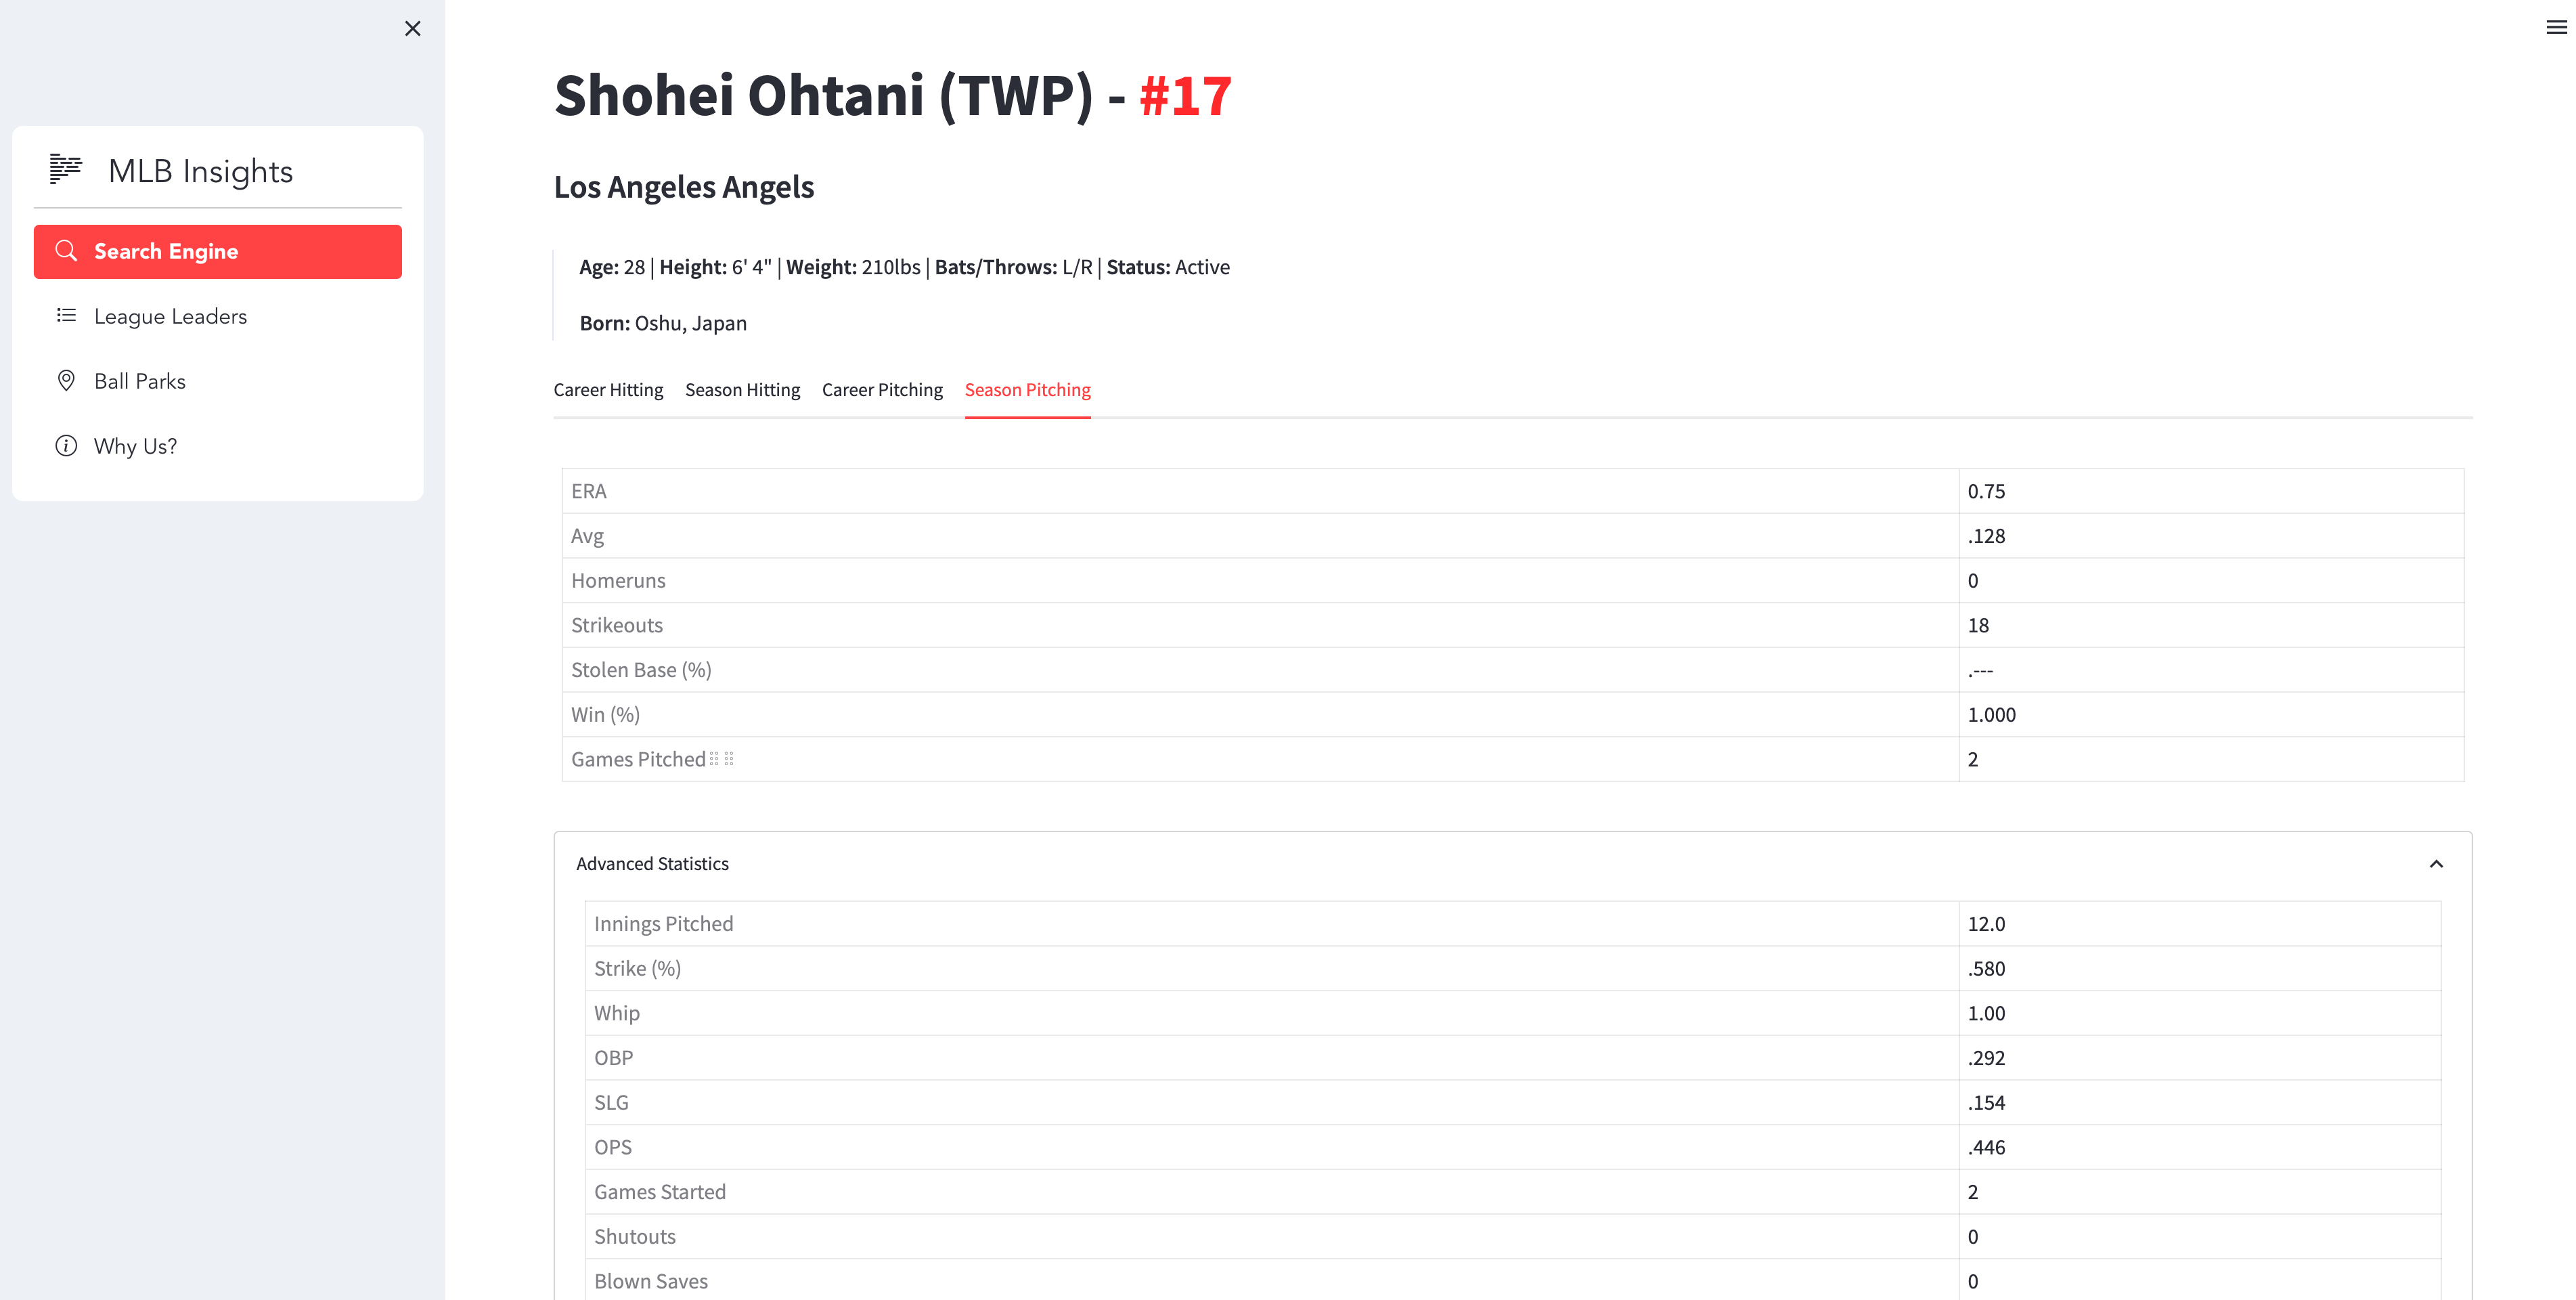 MLB Insights
Search Engine
League Leaders
Ball Parks
Why Us?
Shohei Ohtani (TWP) - #17
Los Angeles Angels
Age: 28 | Height: 6' 4" | Weight: 210lbs | Bats/Throws: L/R | Status: Active
Born: Oshu, Japan
Career Hitting Season Hitting Career Pitching Season Pitching
ERA 0.75
Avg .128
Homeruns 0
Strikeouts 18
Stolen Base (%) .---
Win (%) 1.000
Games Pitched 2
Advanced Statistics
Innings Pitched 12.0
Strike (%) .580
Whip 1.00
OBP .292
SLG .154
OPS .446
Games Started 2
Shutouts 0
Blown Saves 0